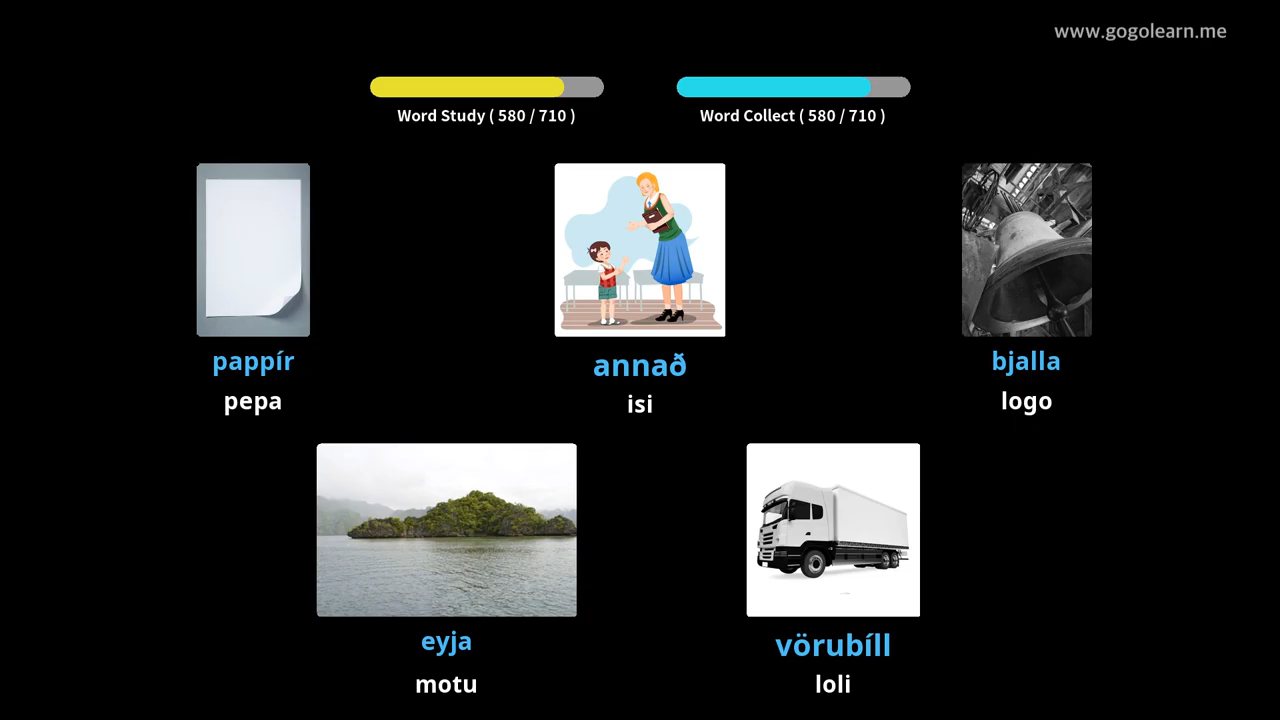 www.gogolearn.me
Word Study ( 580 / 710 )
Word Collect ( 580 / 710 )
pappír
pepa
annað
isi
bjalla
logo
eyja
motu
vörubíll
loli